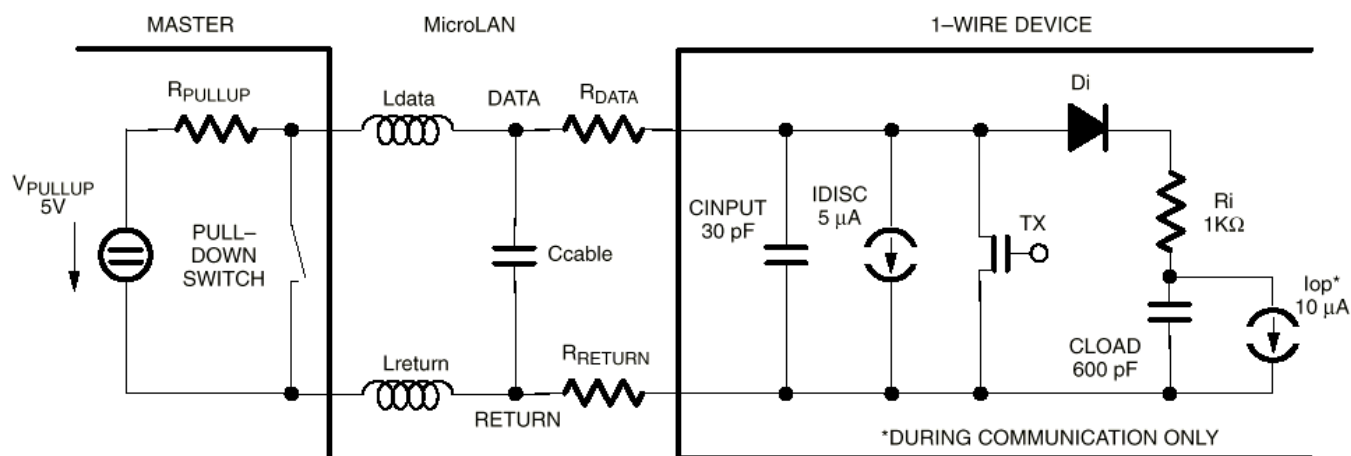 MASTER
MicroLAN
1–WIRE DEVICE
RPULLUP
Ldata
DATA
RDATA
Di
VPULLUP
5V
PULL–
DOWN
SWITCH
Ccable
CINPUT
30 pF
IDISC
5 μA
TX
Ri
1KΩ
Iop*
10 μA
CLOAD
600 pF
Lreturn
RRETURN
RETURN
*DURING COMMUNICATION ONLY